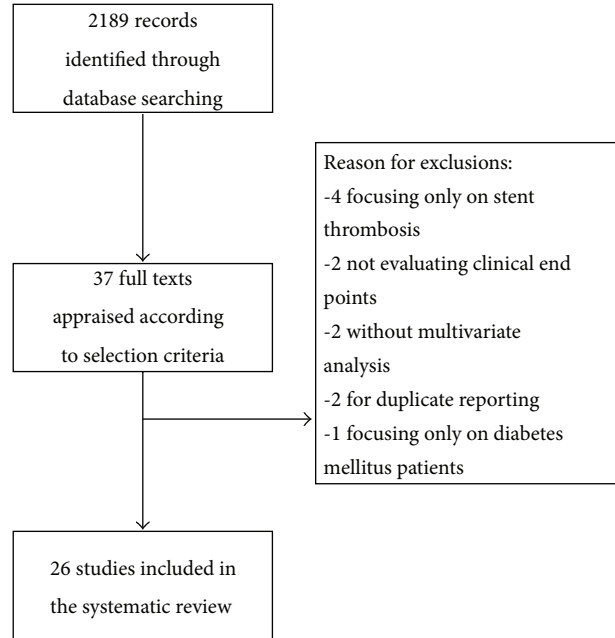 2189 records
identified through
database searching
37 full texts
appraised according
to selection criteria
Reason for exclusions:
-4 focusing only on stent
thrombosis
-2 not evaluating clinical end
points
-2 without multivariate
analysis
-2 for duplicate reporting
-1 focusing only on diabetes
mellitus patients
26 studies included in
the systematic review